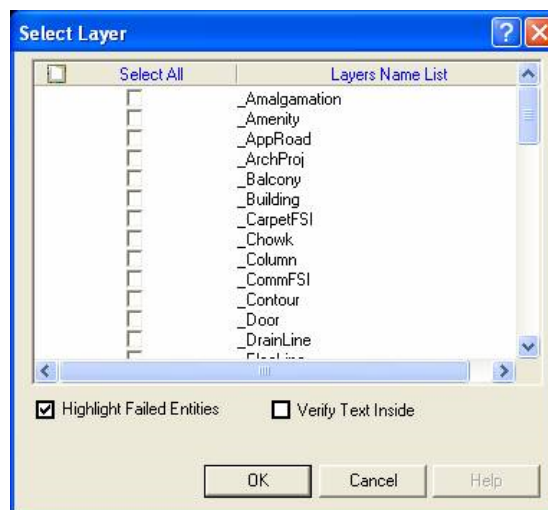 Select Layer
Select All Layers Name List
_Amalgamation
_Amenity
_AppRoad
_ArchProj
_Balcony
_Building
_CarpetFSI
_Chowk
_Column
_CommFSI
_Contour
_Door
_DrainLine
Highlight Failed Entities Verify Text Inside
OK Cancel Help